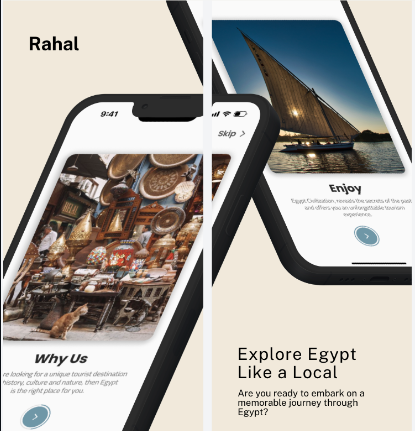 Rahal
9:41
Skip >
Why Us
re looking for a unique tourist destination
history, culture and nature, then Egypt
is the right place for you.
Enjoy
Egypt Civilization, reveals the secrets of the past
and offers you an unforgettable tourism
experience.
Explore Egypt
Like a Local
Are you ready to embark on a
memorable journey through
Egypt?